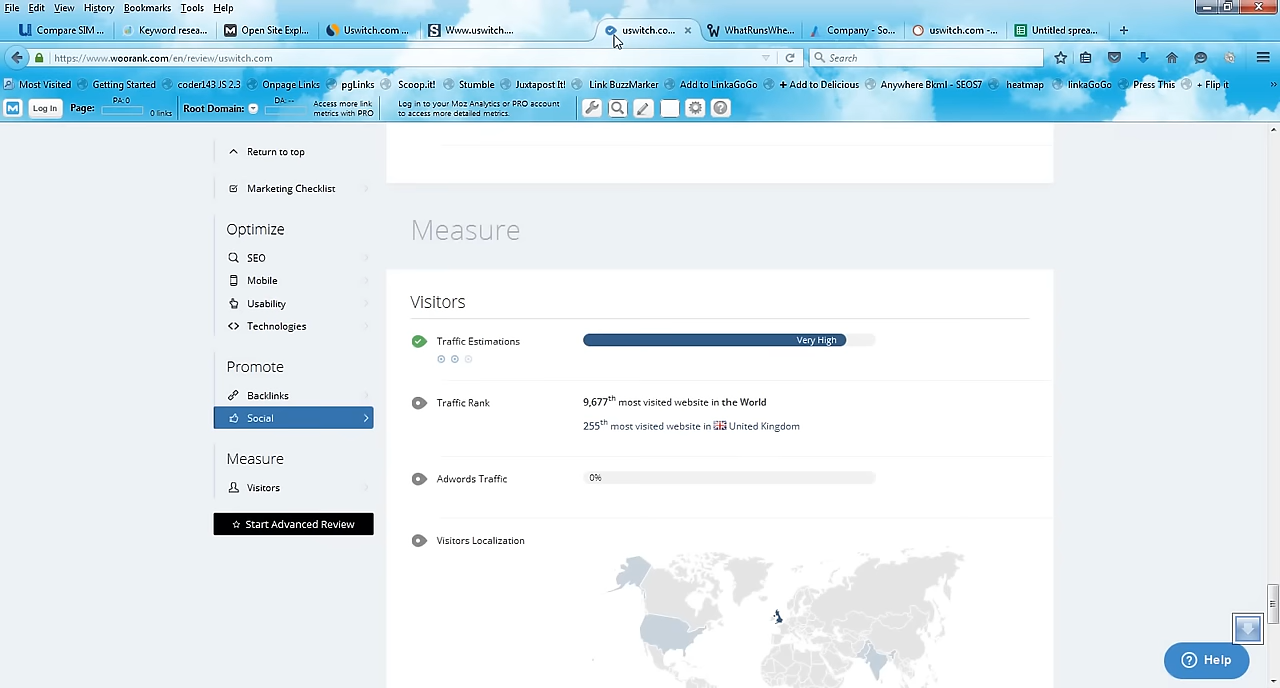 File Edit View History Bookmarks Tools Help
Compare SIM ... Keyword resea... Open Site Expl... Uswitch.com ... Www.uswitch.... uswitch.co... WhatRunsWhe... Company - So... uswitch.com -... Untitled sprea...
https://www.woorank.com/en/review/uswitch.com Search
Most Visited Getting Started coder143 JS 2.3 Onpage Links pgLinks Scoop.it! Stumble Juxtapost It! Link BuzzMarker Add to LinkaGoGo Add to Delicious Anywhere Bkml - SEOS7 heatmap linkaGoGo Press This + Flip it
Log In Page: DA: 0 0 links Root Domain: DA: -- Access more link metrics with PRO Log in to your Moz Analytics or PRO account to access more detailed metrics.
Return to top
Marketing Checklist
Optimize
SEO
Mobile
Usability
Technologies
Promote
Backlinks
Social
Measure
Visitors
Start Advanced Review
Measure
Visitors
Traffic Estimations Very High
Traffic Rank 9,677th most visited website in the World
255th most visited website in United Kingdom
Adwords Traffic 0%
Visitors Localization
Help